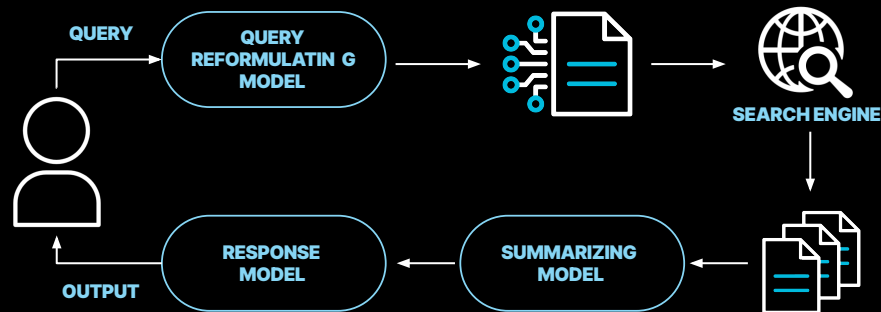 QUERY
QUERY
REFORMULATIN G
MODEL
SEARCH ENGINE
RESPONSE
MODEL
SUMMARIZING
MODEL
OUTPUT